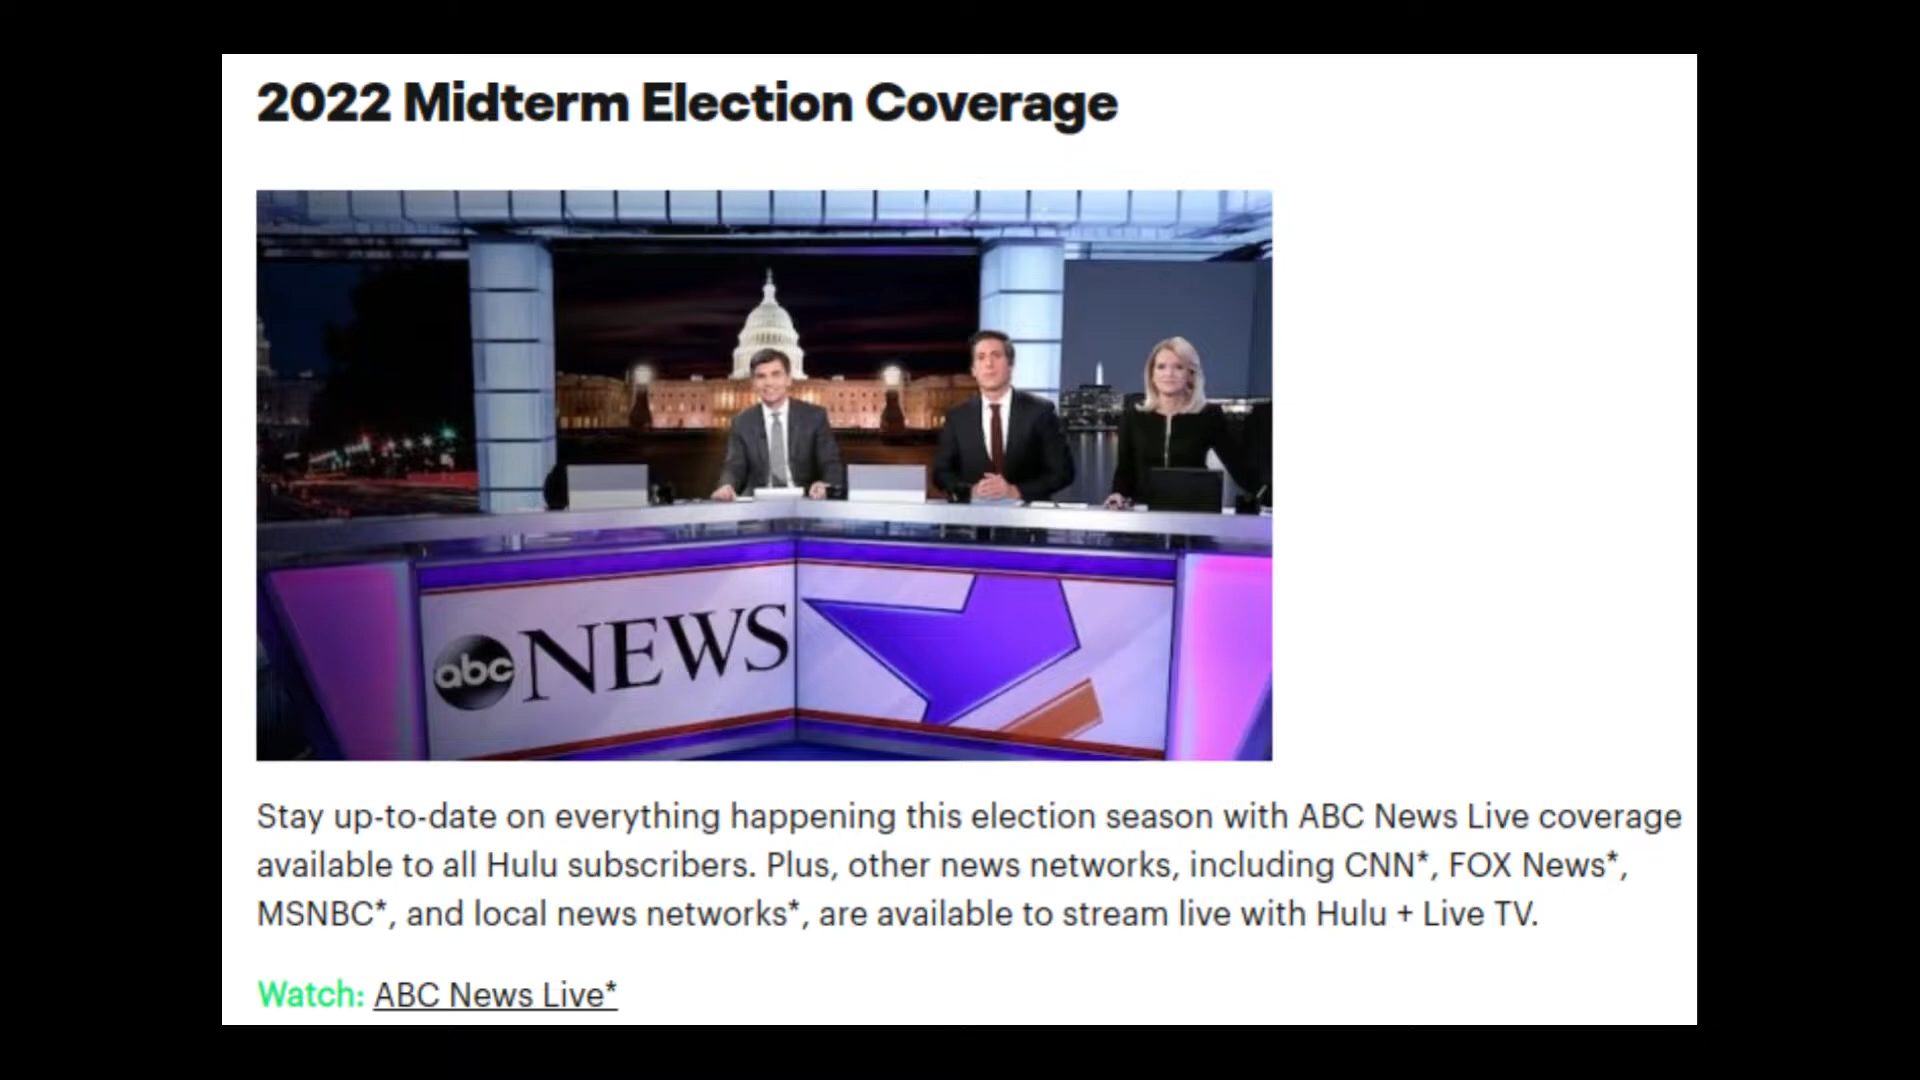 2022 Midterm Election Coverage
abc NEWS
Stay up-to-date on everything happening this election season with ABC News Live coverage
available to all Hulu subscribers. Plus, other news networks, including CNN*, FOX News*,
MSNBC*, and local news networks*, are available to stream live with Hulu + Live TV.
Watch: ABC News Live*